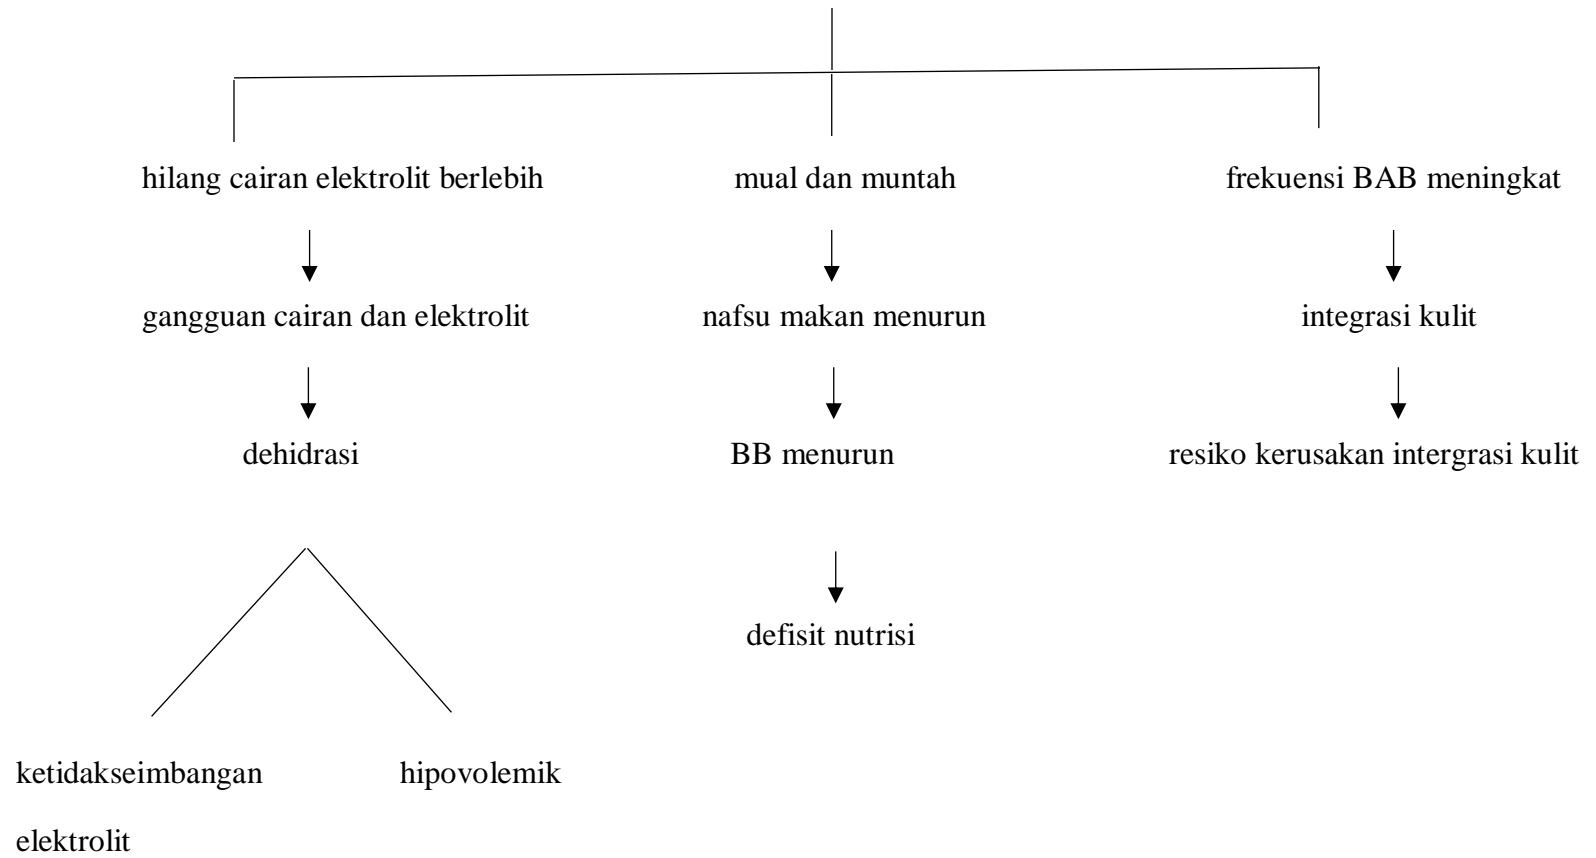 hilang cairan elektrolit berlebih
mual dan muntah
frekuensi BAB meningkat
gangguan cairan dan elektrolit
nafsu makan menurun
integrasi kulit
dehidrasi
BB menurun
resiko kerusakan intergrasi kulit
defisit nutrisi
ketidakseimbangan
hipovolemik
elektrolit